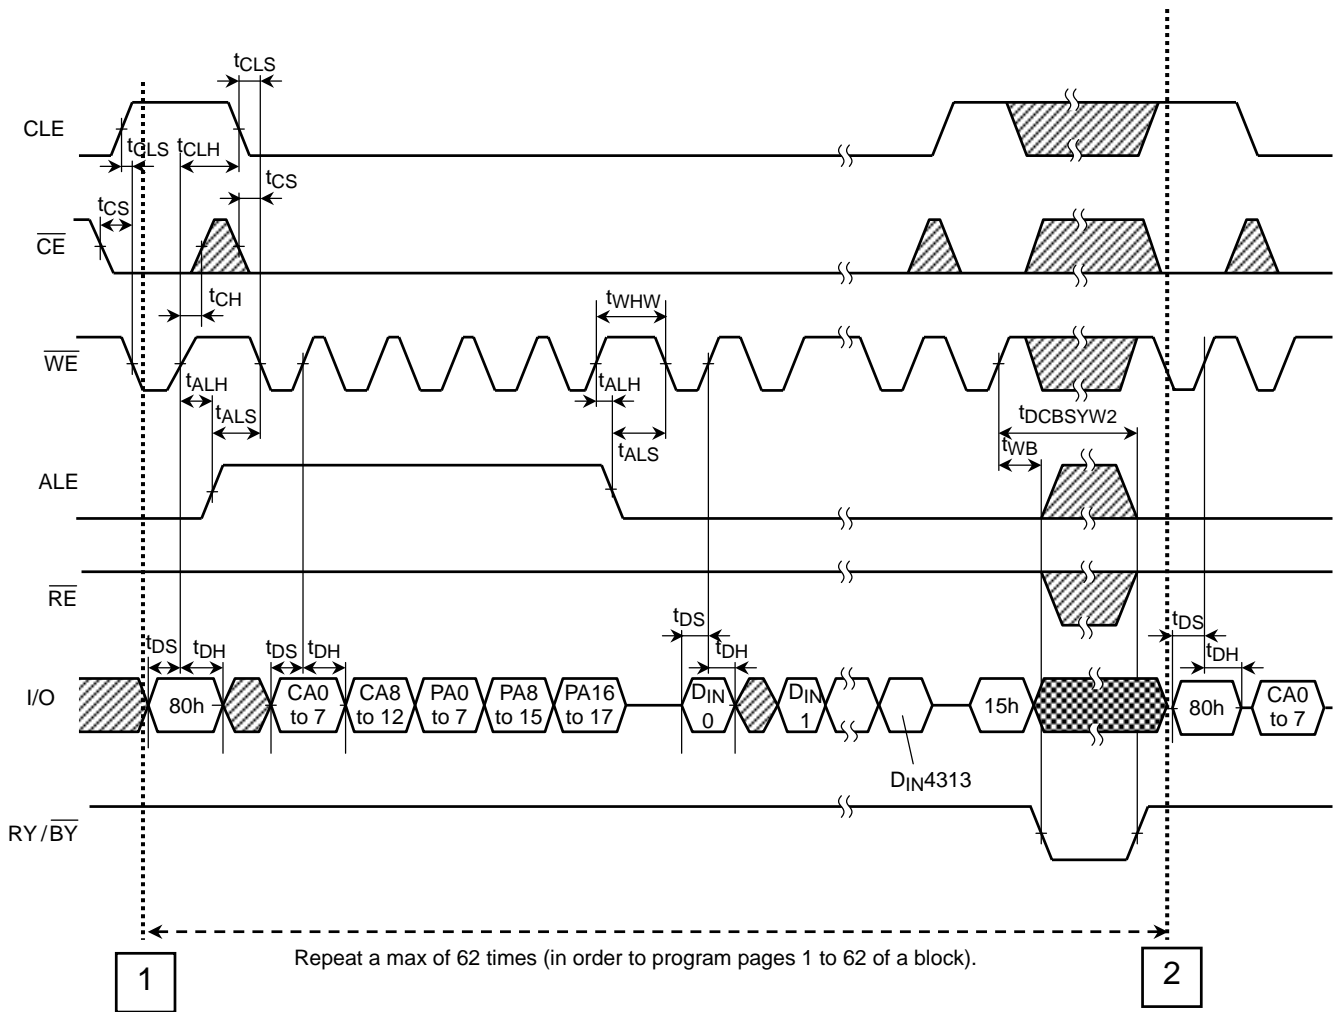 tCLS
CLE
tCLS
tCLH
tCS
tCS
CE
tCH
tWHW
WE
tALH
tALS
tALH
tALS
tDCBSYW2
tWB
ALE
RE
tDS
tDH
tDS
tDH
tDS
tDH
tDS
tDH
I/O
80h
CA0
to 7
CA8
to 12
PA0
to 7
PA8
to 15
PA16
to 17
DIN
0
DIN
1
15h
80h
CA0
to 7
DIN4313
RY/BY
1
Repeat a max of 62 times (in order to program pages 1 to 62 of a block).
2